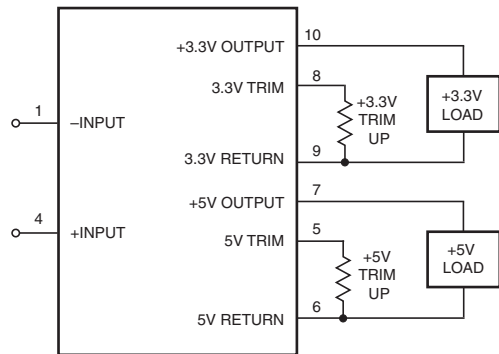 10
+3.3V OUTPUT
8
3.3V TRIM
+3.3V
TRIM
UP
+3.3V
LOAD
1
–INPUT
9
3.3V RETURN
7
+5V OUTPUT
4
+INPUT
5
5V TRIM
+5V
TRIM
UP
+5V
LOAD
6
5V RETURN